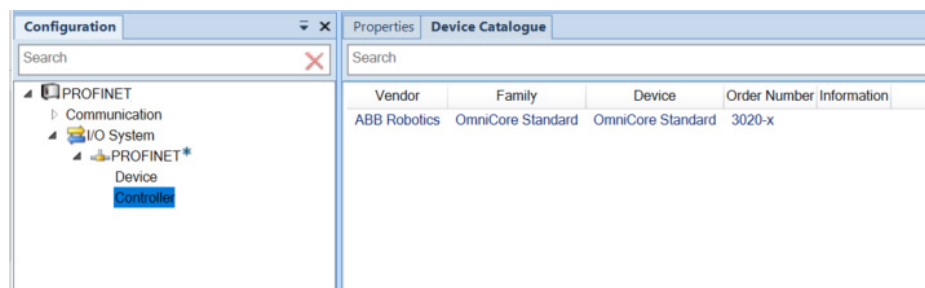 Configuration
Search
PROFINET
Communication
I/O System
PROFINET*
Device
Controller
Properties Device Catalogue
Search
Vendor Family Device Order Number Information
ABB Robotics OmniCore Standard OmniCore Standard 3020-x